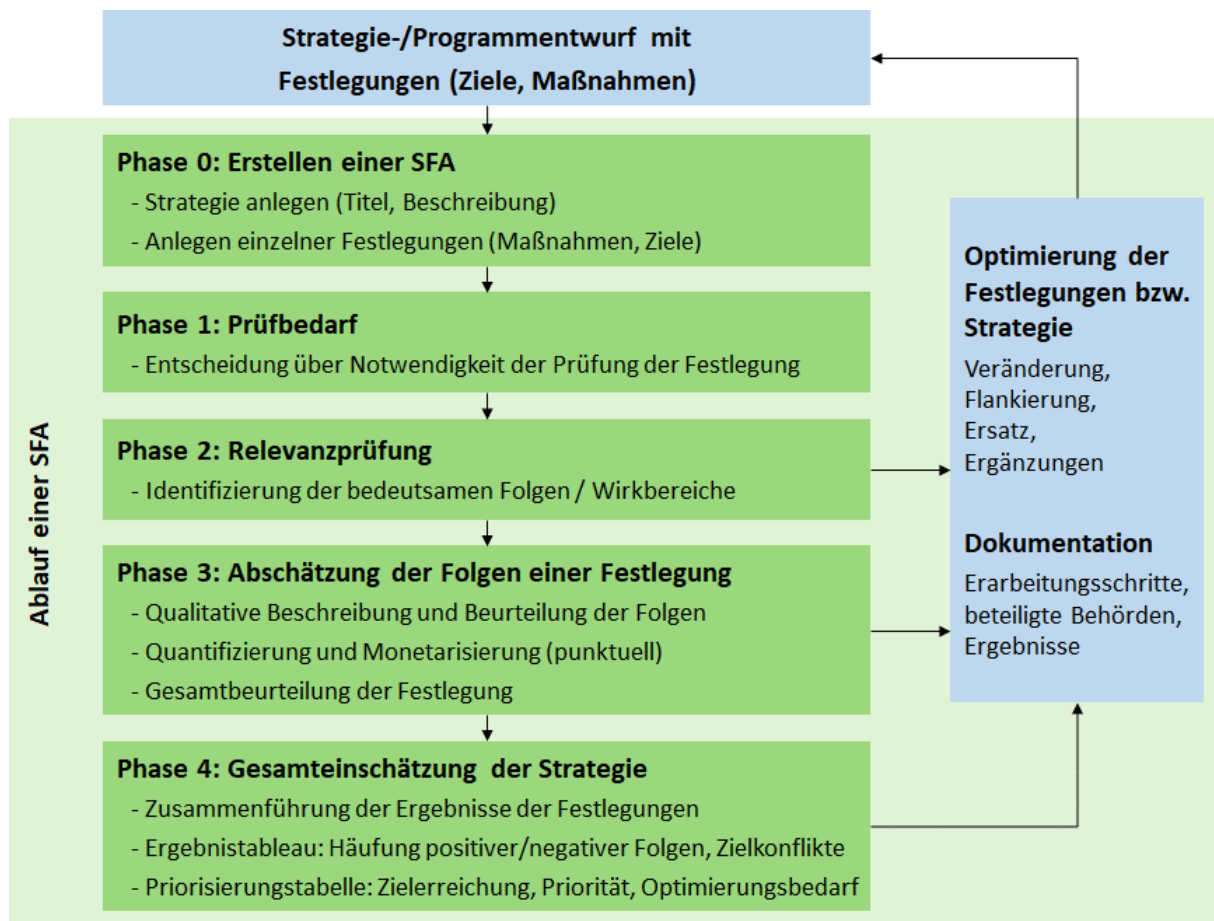 Strategie-/Programmentwurf mit
Festlegungen (Ziele, Maßnahmen)
Ablauf einer SFA
Phase 0: Erstellen einer SFA
- Strategie anlegen (Titel, Beschreibung)
- Anlegen einzelner Festlegungen (Maßnahmen, Ziele)
Phase 1: Prüfbedarf
- Entscheidung über Notwendigkeit der Prüfung der Festlegung
Phase 2: Relevanzprüfung
- Identifizierung der bedeutsamen Folgen / Wirkbereiche
Phase 3: Abschätzung der Folgen einer Festlegung
- Qualitative Beschreibung und Beurteilung der Folgen
- Quantifizierung und Monetarisierung (punktuell)
- Gesamtbeurteilung der Festlegung
Phase 4: Gesamteinschätzung der Strategie
- Zusammenführung der Ergebnisse der Festlegungen
- Ergebnistableau: Häufung positiver/negativer Folgen, Zielkonflikte
- Priorisierungstabelle: Zielerreichung, Priorität, Optimierungsbedarf
Optimierung der
Festlegungen bzw.
Strategie
Veränderung,
Flankierung,
Ersatz,
Ergänzungen
Dokumentation
Erarbeitungsschritte,
beteiligte Behörden,
Ergebnisse